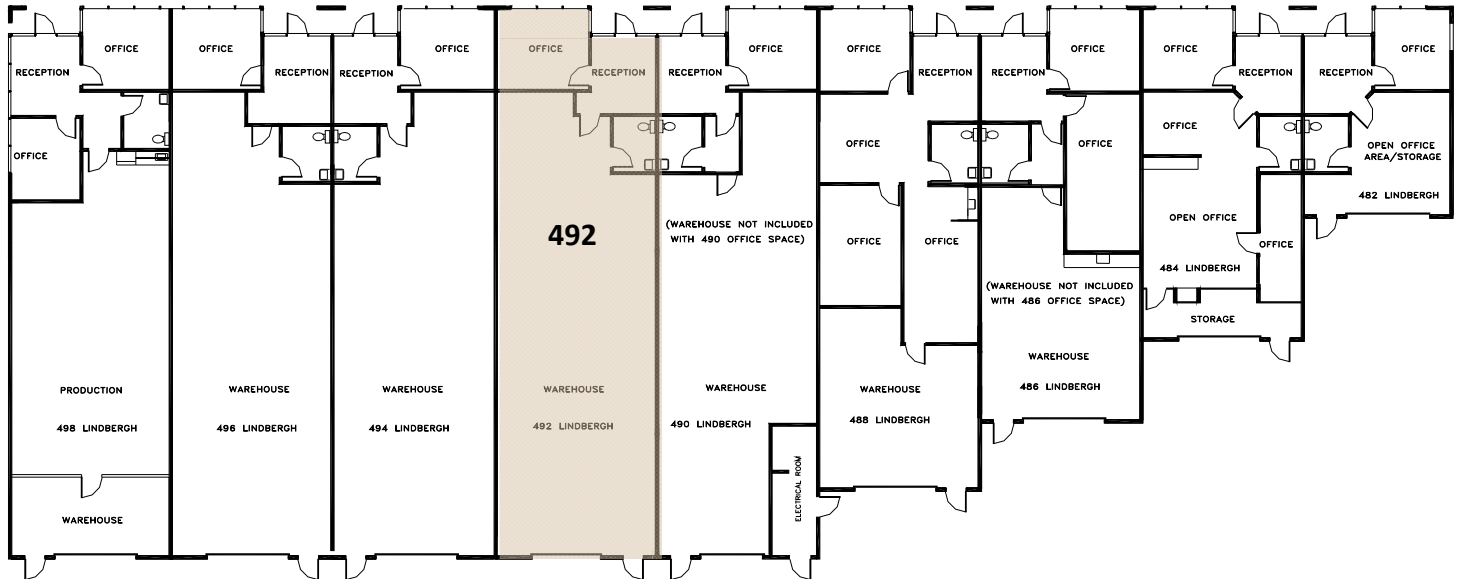 OFFICE
RECEPTION
OFFICE
PRODUCTION
498 LINDBERGH
WAREHOUSE
OFFICE
RECEPTION
WAREHOUSE
496 LINDBERGH
RECEPTION
OFFICE
WAREHOUSE
494 LINDBERGH
OFFICE
RECEPTION
492
WAREHOUSE
492 LINDBERGH
RECEPTION
OFFICE
(WAREHOUSE NOT INCLUDED
WITH 490 OFFICE SPACE)
WAREHOUSE
490 LINDBERGH
ELECTRICAL ROOM
OFFICE
RECEPTION
OFFICE
OFFICE
OFFICE
WAREHOUSE
488 LINDBERGH
RECEPTION
OFFICE
OFFICE
(WAREHOUSE NOT INCLUDED
WITH 486 OFFICE SPACE)
WAREHOUSE
486 LINDBERGH
OFFICE
RECEPTION
OFFICE
OPEN OFFICE
OFFICE
484 LINDBERGH
STORAGE
RECEPTION
OFFICE
OPEN OFFICE
AREA/STORAGE
482 LINDBERGH